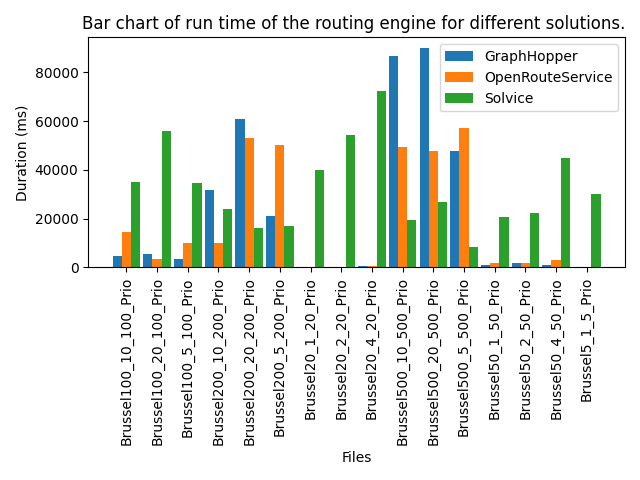 Bar chart of run time of the routing engine for different solutions.
GraphHopper
OpenRouteService
Solvice
Duration (ms)
80000
60000
40000
20000
0
Brussel100_10_100_Prio
Brussel100_20_100_Prio
Brussel100_5_100_Prio
Brussel200_10_200_Prio
Brussel200_20_200_Prio
Brussel200_5_200_Prio
Brussel20_1_20_Prio
Brussel20_2_20_Prio
Brussel20_4_20_Prio
Brussel500_10_500_Prio
Brussel500_20_500_Prio
Brussel500_5_500_Prio
Brussel50_1_50_Prio
Brussel50_2_50_Prio
Brussel50_4_50_Prio
Brussel5_1_5_Prio
Files